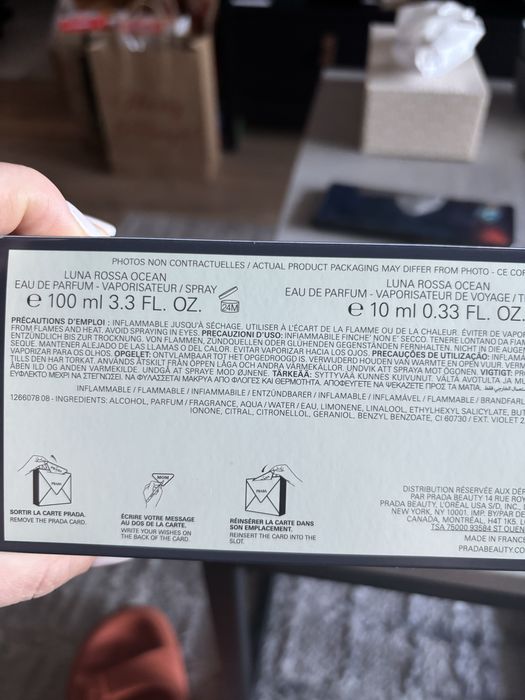 PHOTOS NON CONTRACTUELLES / ACTUAL PRODUCT PACKAGING MAY DIFFER FROM PHOTO - CE CO
LUNA ROSSA OCEAN
EAU DE PARFUM - VAPORISATEUR / SPRAY
℮ 100 ml 3.3 FL. OZ.
24M
LUNA ROSSA OCEAN
EAU DE PARFUM - VAPORISATEUR DE VOYAGE / T
℮ 10 ml 0.33 FL. OZ.
PRÉCAUTIONS D'EMPLOI : INFLAMMABLE JUSQU'À SÉCHAGE. UTILISER À L'ÉCART DE LA FLAMME OU DE LA CHALEUR. ÉVITER DE VAPO
FROM FLAMES AND HEAT. AVOID SPRAYING IN EYES. PRECAUZIONI D'USO: INFIAMMABILE FINCHE' NON E' SECCO. TENERE LONTANO DA FIAM
ENTZÜNDLICH BIS ZUR TROCKNUNG. VON FLAMMEN, ZÜNDQUELLEN ODER GLÜHENDEN GEGENSTÄNDEN FERNHALTEN. NICHT IN DIE AUGE
SEQUE. MANTENER ALEJADO DE LAS LLAMAS O DEL CALOR. EVITAR VAPORIZAR HACIA LOS OJOS. PRECAUÇÕES DE UTILIZAÇÃO: INFLA
VAPORIZAR PARA OS OLHOS. OPGELET: ONTVLAMBAAR TOT HET OPGEDROOGD IS. VERWIJDERD HOUDEN VAN WARMTE EN OPEN VUUR. VERM
TILLS DEN HAR TORKAT. ANVÄNDS ÅTSKILT FRÅN ÖPPEN LÅGA OCH ANDRA VÄRMEKÄLLOR. UNDVIK ATT SPRAYA MOT ÖGONEN. VIGTIGT: PR
ÅBEN ILD OG ANDEN VARMEKILDE. UNDGÅ AT SPRAYE MOD ØJNENE. TÄRKEÄÄ: SYTTYVÄÄ KUNNES KUIVUNUT. VÄLTÄ AVOTULTA JA
ΕΥΦΛΕΚΤΟ ΜΕΧΡΙ ΝΑ ΣΤΕΓΝΩΣΕΙ. ΝΑ ΦΥΛΑΣΣΕΤΑΙ ΜΑΚΡΥΑ ΑΠΟ ΦΛΟΓΕΣ ΚΑΙ ΘΕΡΜΟΤΗΤΑ. ΑΠΟΦΕΥΓΕΤΕ ΝΑ ΨΕΚΑΖΕΤΕ ΠΡΟΣ ΤΑ ΜΑΤΙΑ.
INFLAMMABLE / FLAMMABLE / INFIAMMABILE / ENTZÜNDBARER / INFLAMABLE / INFLAMÁVEL / FLAMMABLE / BRANDFARL
1266078 08 - INGREDIENTS: ALCOHOL, PARFUM / FRAGRANCE, AQUA / WATER / EAU, LIMONENE, LINALOOL, ETHYLHEXYL SALICYLATE, BUT
IONONE, CITRAL, CITRONELLOL, GERANIOL, BENZYL BENZOATE, CI 60730 / EXT. VIOLET 2
SORTIR LA CARTE PRADA.
REMOVE THE PRADA CARD.
ÉCRIRE VOTRE MESSAGE
AU DOS DE LA CARTE.
WRITE YOUR WISHES ON
THE BACK OF THE CARD.
PRADA
RÉINSÉRER LA CARTE DANS
SON EMPLACEMENT.
REINSERT THE CARD INTO THE
SLOT.
DISTRIBUTION RÉSERVÉE AUX DÉP
PAR PRADA BEAUTY 14 RUE ROY
PRADA BEAUTY, L'ORÉAL USA S/D, INC.,
NEW YORK, NY 10001. IMP. BY/PAR DE
CANADA, MONTRÉAL, H4T 1K5.
TSA 75000 93584 ST OUEN
MADE IN FRANCE
PRADABEAUTY.CO